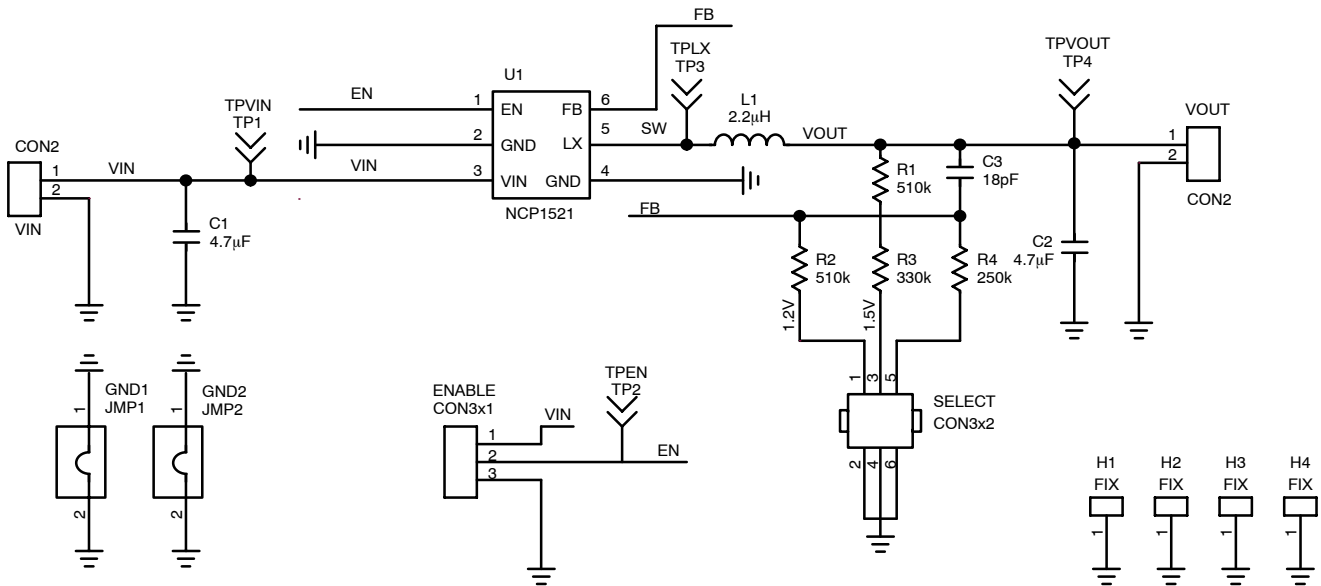 FB
TPLX
TP3
TPVOUT
TP4
U1
EN
1
EN
FB
6
L1
2.2μH
VOUT
TPVIN
TP1
2
GND
LX
5
SW
VOUT
1
2
CON2
CON2
1
2
VIN
VIN
VIN
3
VIN
GND
4
NCP1521
R1
510k
C3
18pF
FB
C1
4.7μF
R2
510k
R3
330k
R4
250k
C2
4.7μF
1.2V
1.5V
GND1
JMP1
1
2
GND2
JMP2
1
2
ENABLE
CON3x1
1
2
3
VIN
TPEN
TP2
EN
1
3
5
SELECT
CON3x2
2
4
6
H1
FIX
1
H2
FIX
1
H3
FIX
1
H4
FIX
1